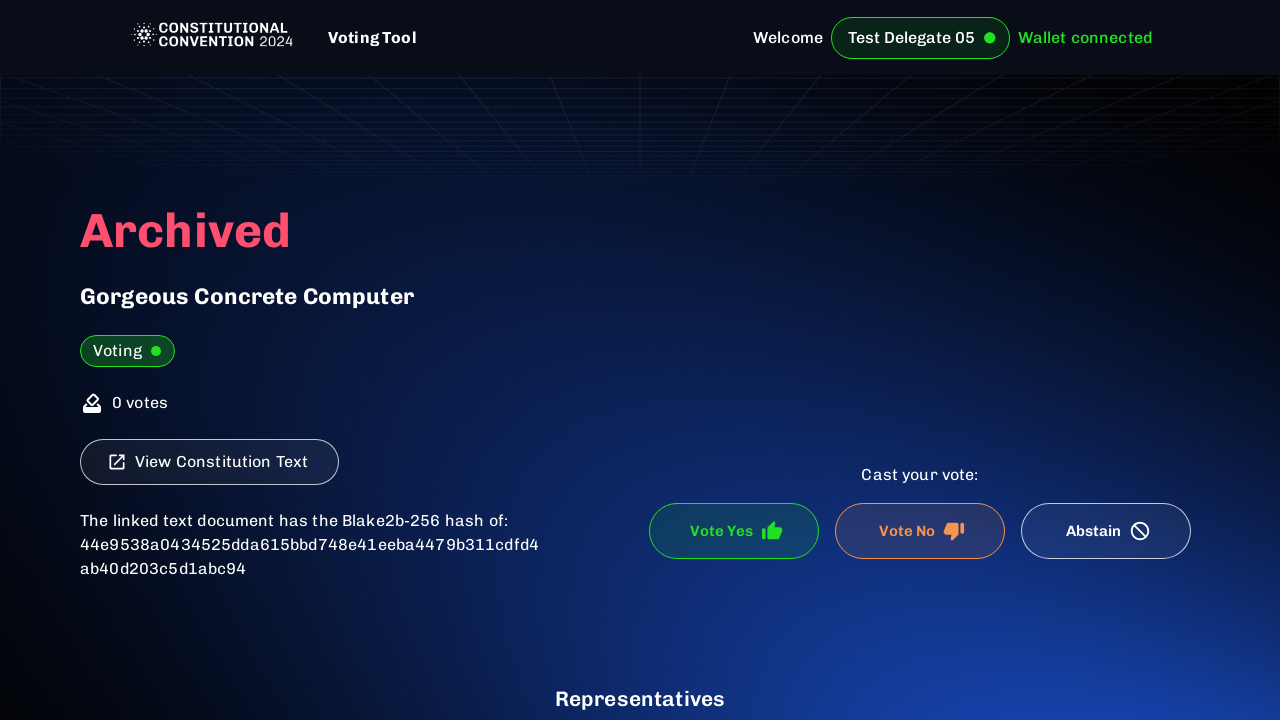 CONSTITUTIONAL
CONVENTION 2024
Voting Tool
Welcome
Test Delegate 05
Wallet connected
Archived
Gorgeous Concrete Computer
Voting
0 votes
View Constitution Text
The linked text document has the Blake2b-256 hash of:
44e9538a0434525dda615bbd748e41eeba4479b311cdfd4
ab40d203c5d1abc94
Cast your vote:
Vote Yes
Vote No
Abstain
Representatives